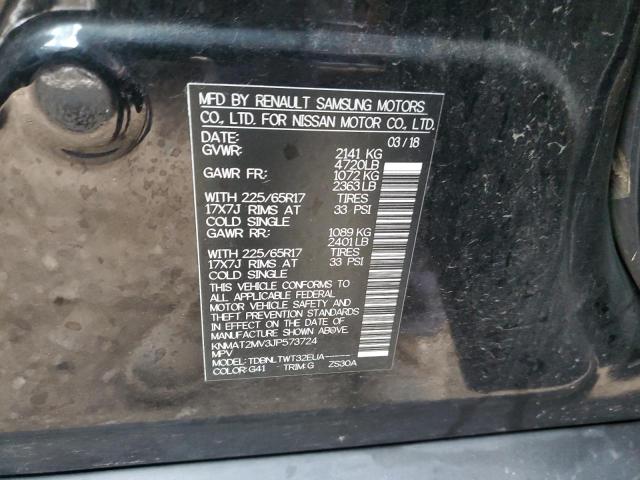 MFD BY RENAULT SAMSUNG MOTORS
CO., LTD. FOR NISSAN MOTOR CO., LTD.
DATE: 03/18
GVWR: 2141 KG
4720LB
GAWR FR: 1072 KG
2363LB
WITH 225/65R17 TIRES
17X7J RIMS AT 33 PSI
COLD SINGLE
GAWR RR: 1089 KG
2401LB
WITH 225/65R17 TIRES
17X7J RIMS AT 33 PSI
COLD SINGLE
THIS VEHICLE CONFORMS TO
ALL APPLICABLE FEDERAL
MOTOR VEHICLE SAFETY AND
THEFT PREVENTION STANDARDS
IN EFFECT ON THE DATE OF
MANUFACTURE SHOWN ABOVE.
KNMAT2MV3JP573724
MPV
MODEL: TDBNLTWT32EUA------
COLOR: G41 TRIM: G ZS30A